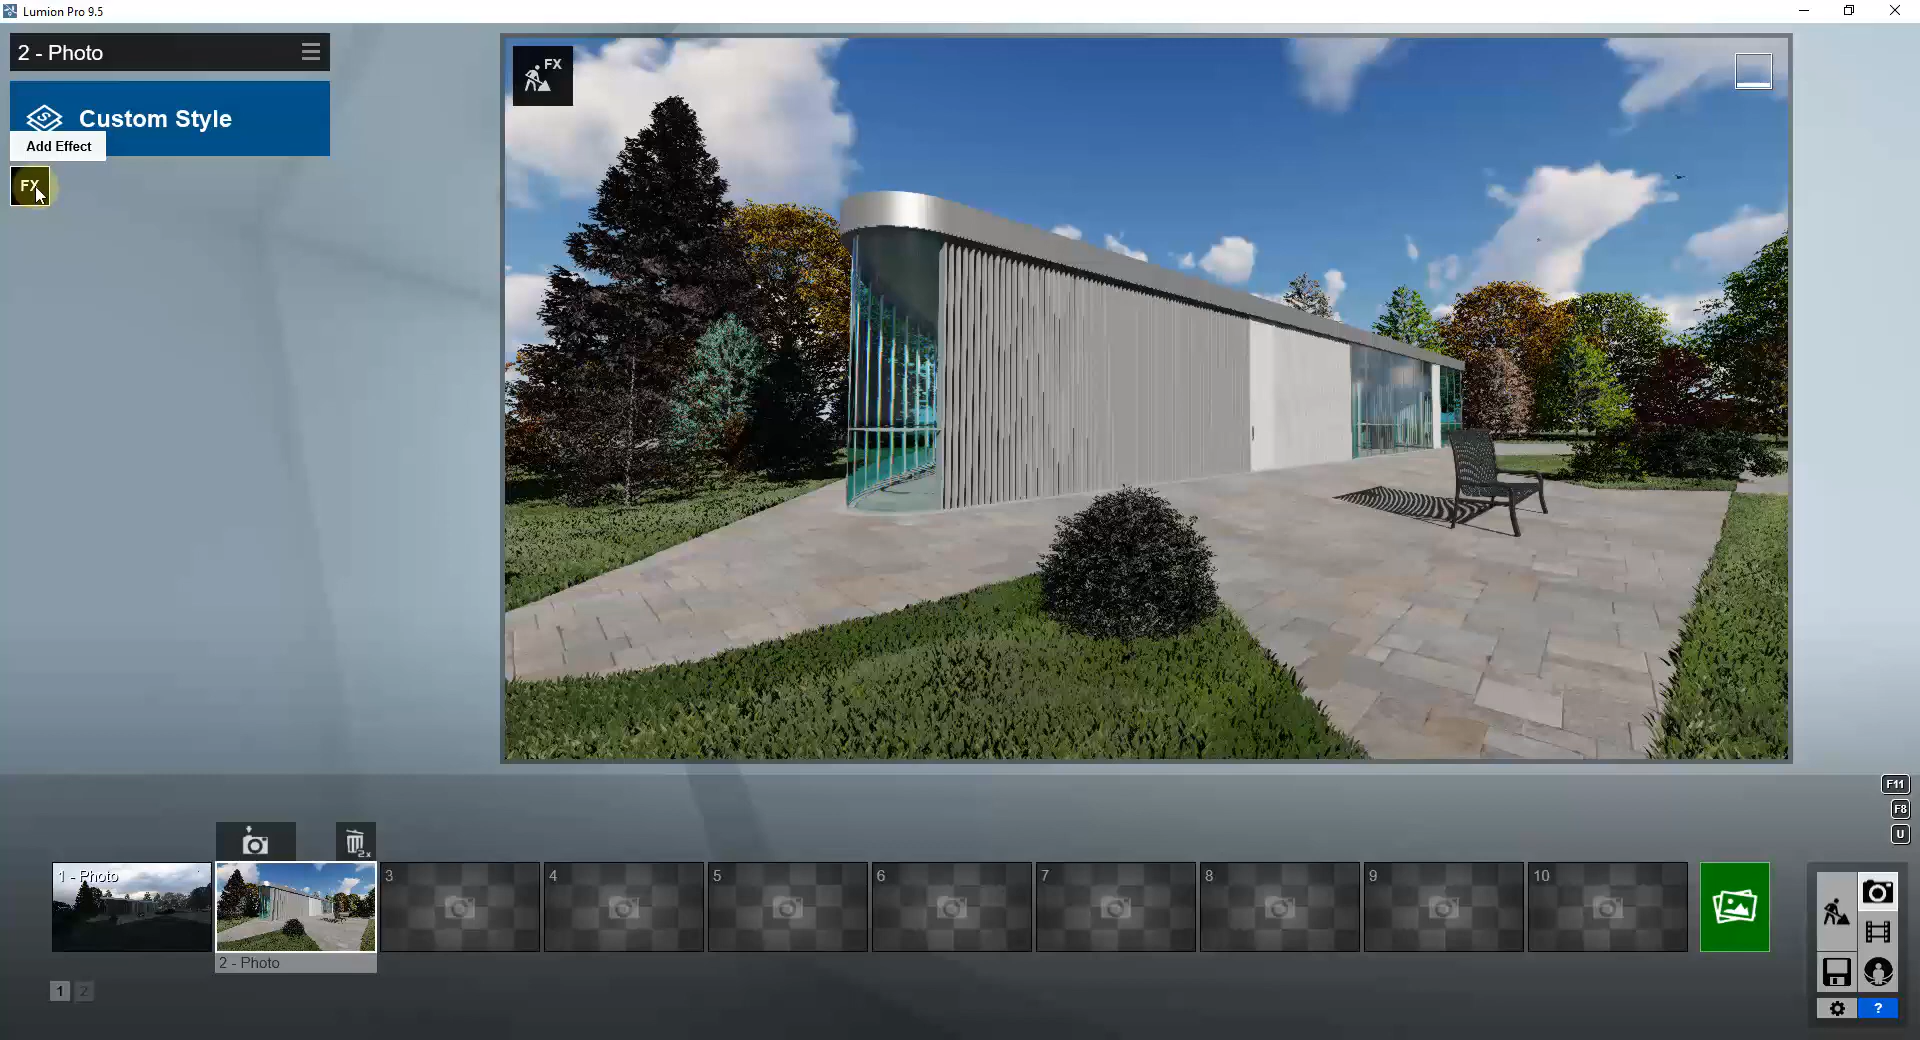 Lumion Pro 9.5
2 - Photo
Custom Style
Add Effect
FX
FX
F11
F8
U
2x
1 - Photo
3
4
5
6
7
8
9
10
2 - Photo
1
2
?